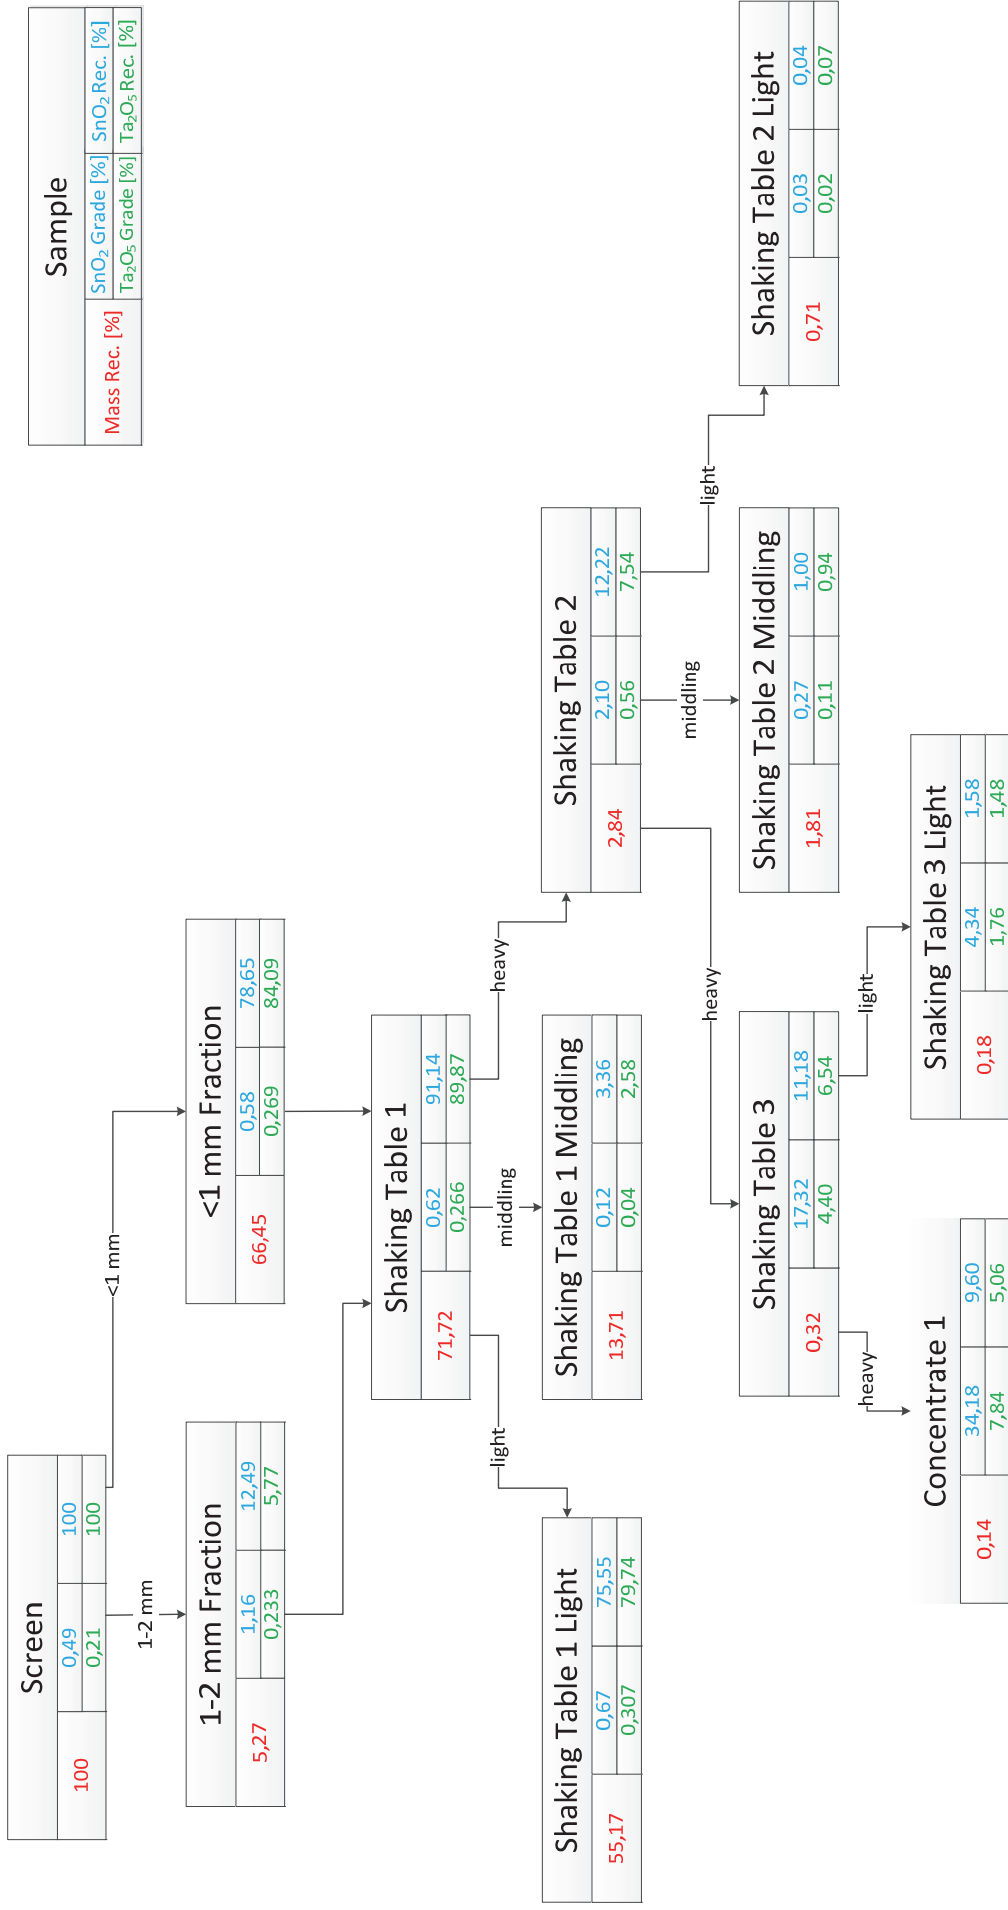 Sample
Mass Rec. [%]
SnO₂ Grade [%] SnO₂ Rec. [%]
Ta₂O₅ Grade [%] Ta₂O₅ Rec. [%]
Screen
100
0,49 100
0,21 100
1-2 mm
<1 mm
1-2 mm Fraction
5,27
1,16 12,49
0,233 5,77
<1 mm Fraction
66,45
0,58 78,65
0,269 84,09
Shaking Table 1
71,72
0,62 91,14
0,266 89,87
light
middling
heavy
Shaking Table 1 Light
55,17
0,67 75,55
0,307 79,74
Shaking Table 1 Middling
13,71
0,12 3,36
0,04 2,58
Shaking Table 2
2,84
2,10 12,22
0,56 7,54
heavy
middling
light
Shaking Table 3
0,32
17,32 11,18
4,40 6,54
Shaking Table 2 Middling
1,81
0,27 1,00
0,11 0,94
Shaking Table 2 Light
0,71
0,03 0,04
0,02 0,07
heavy
light
Concentrate 1
0,14
34,18 9,60
7,84 5,06
Shaking Table 3 Light
0,18
4,34 1,58
1,76 1,48